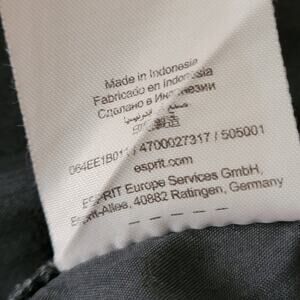 Made in Indonesia
Fabricado en Indonesia
Сделано в Индонезии
064EE1B011 / 4700027317 / 505001
esprit.com
ESPRIT Europe Services GmbH,
Esprit-Allee, 40882 Ratingen, Germany